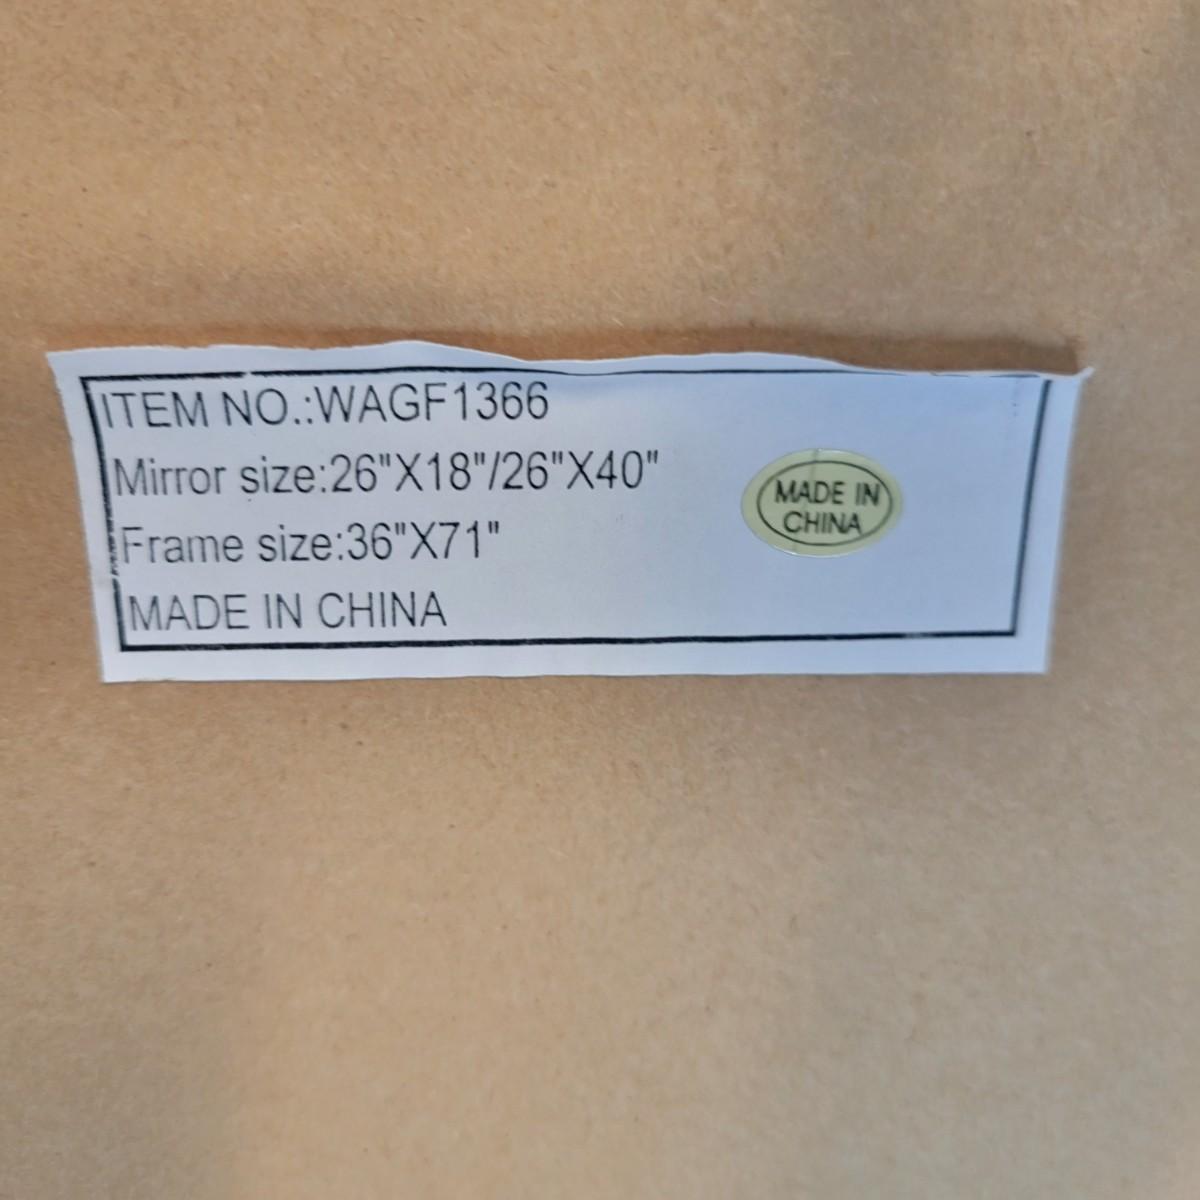 ITEM NO.:WAGF1366
Mirror size:26"X18"/26"X40"
Frame size:36"X71"
MADE IN CHINA
MADE IN
CHINA